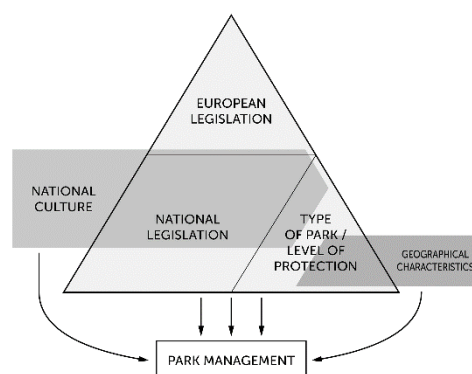 EUROPEAN
LEGISLATION
NATIONAL
CULTURE
NATIONAL
LEGISLATION
TYPE
OF PARK /
LEVEL OF
PROTECTION
GEOGRAPHICAL
CHARACTERISTICS
PARK MANAGEMENT